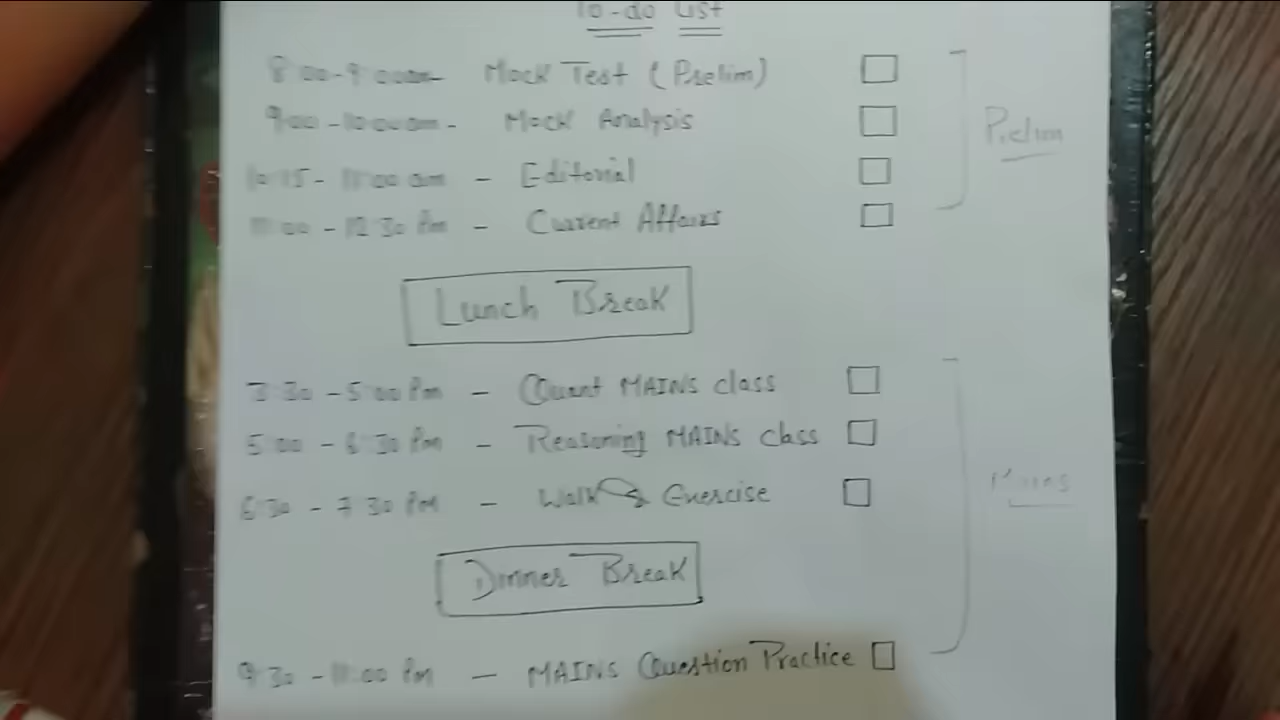 To-do List
8:00-9:00am- Mock Test (Prelim)
9:00-10:00am- Mock Analysis
10:15-11:00 am - Editorial
11:00-12:30 Pm - Current Affairs
Prelim
Lunch Break
3:30-5:00 Pm - Quant MAINS class
5:00-6:30 Pm - Reasoning MAINS class
6:30-7:30 Pm - Walk & Exercise
Mains
Dinner Break
9:30-11:00 Pm - MAINS Question Practice